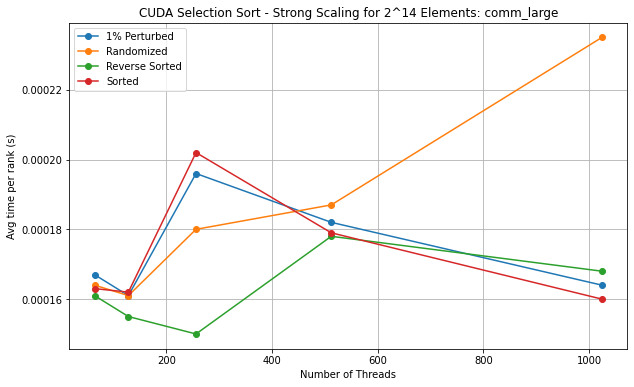 CUDA Selection Sort - Strong Scaling for 2^14 Elements: comm_large
1% Perturbed
Randomized
Reverse Sorted
Sorted
Avg time per rank (s)
0.00022
0.00020
0.00018
0.00016
200 400 600 800 1000
Number of Threads